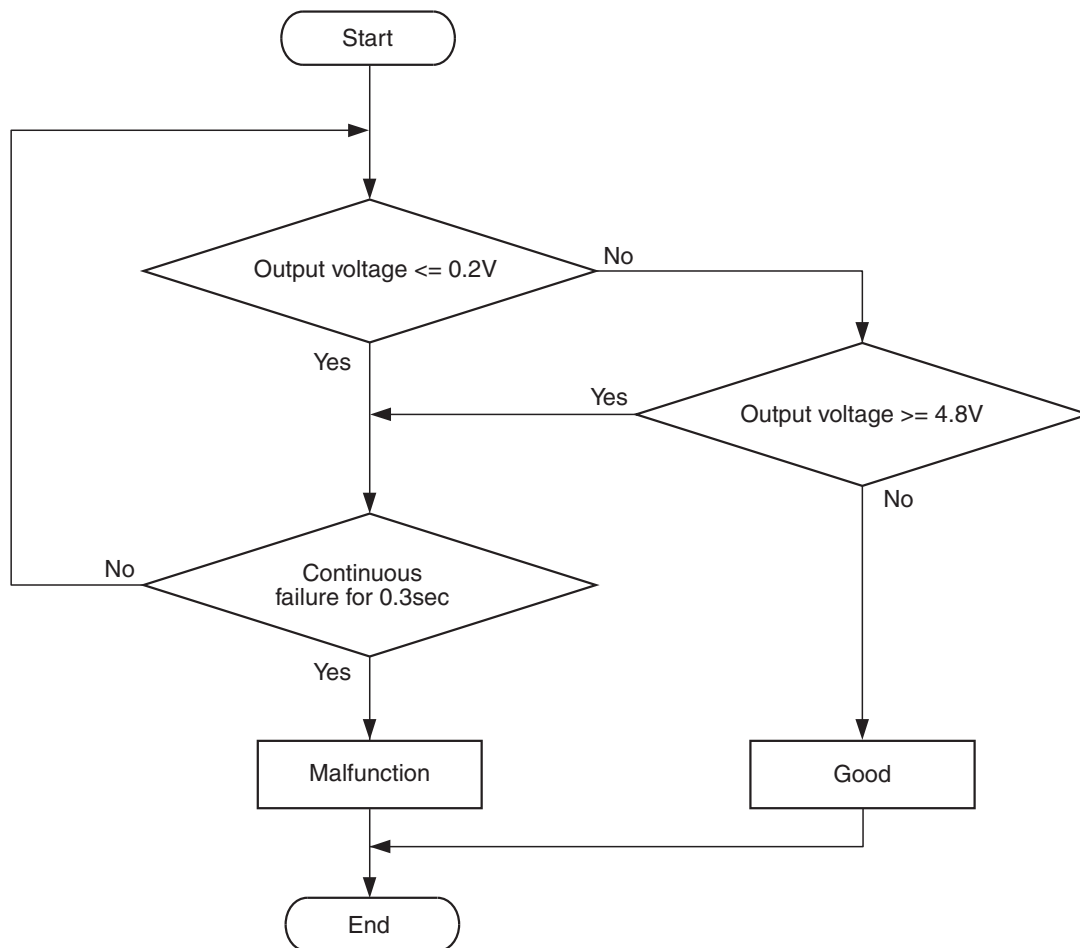 Start
Output voltage <= 0.2V
No
Yes
Yes
Output voltage >= 4.8V
No
No
Continuous
failure for 0.3sec
Yes
Malfunction
Good
End